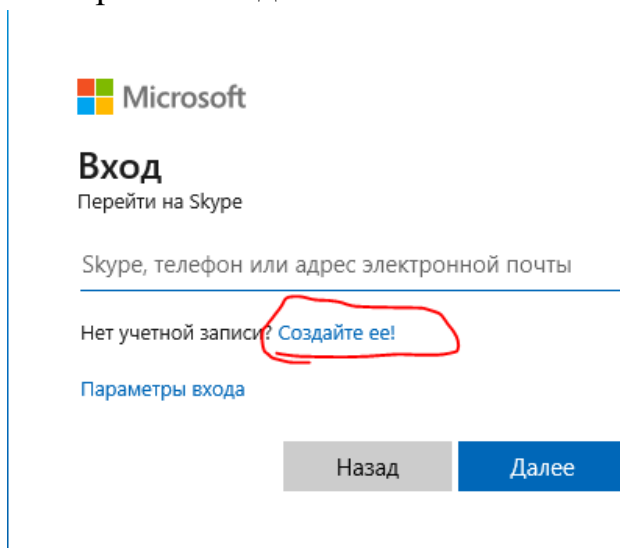 Microsoft
Вход
Перейти на Skype
Skype, телефон или адрес электронной почты
Нет учетной записи? Создайте ее!
Параметры входа
Назад Далее